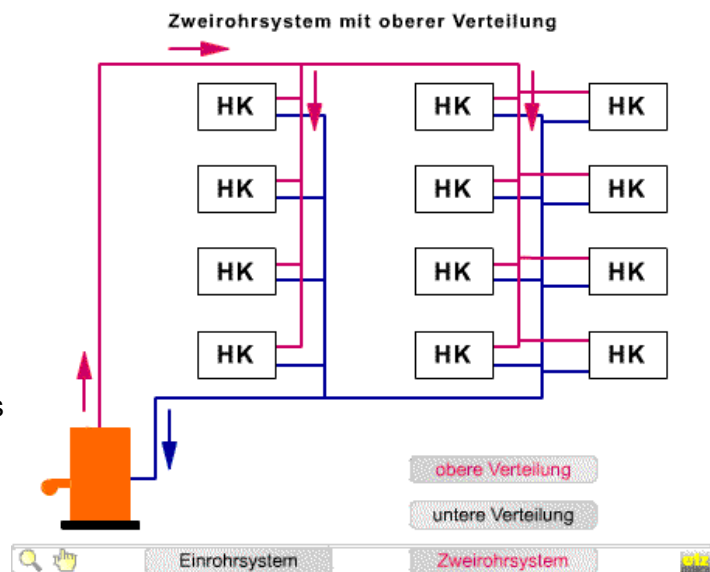 Zweirohrsystem mit oberer Verteilung
HK HK HK
HK HK HK
HK HK HK
HK HK HK
s
obere Verteilung
untere Verteilung
Einrohrsystem Zweirohrsystem